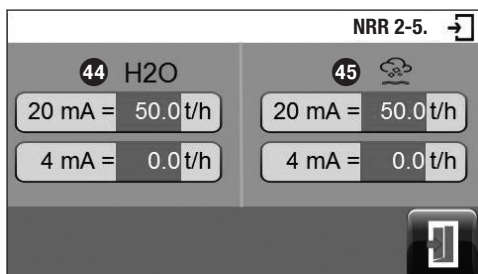 NRR 2-5.
44 H2O
45
20 mA = 50.0 t/h
20 mA = 50.0 t/h
4 mA = 0.0 t/h
4 mA = 0.0 t/h